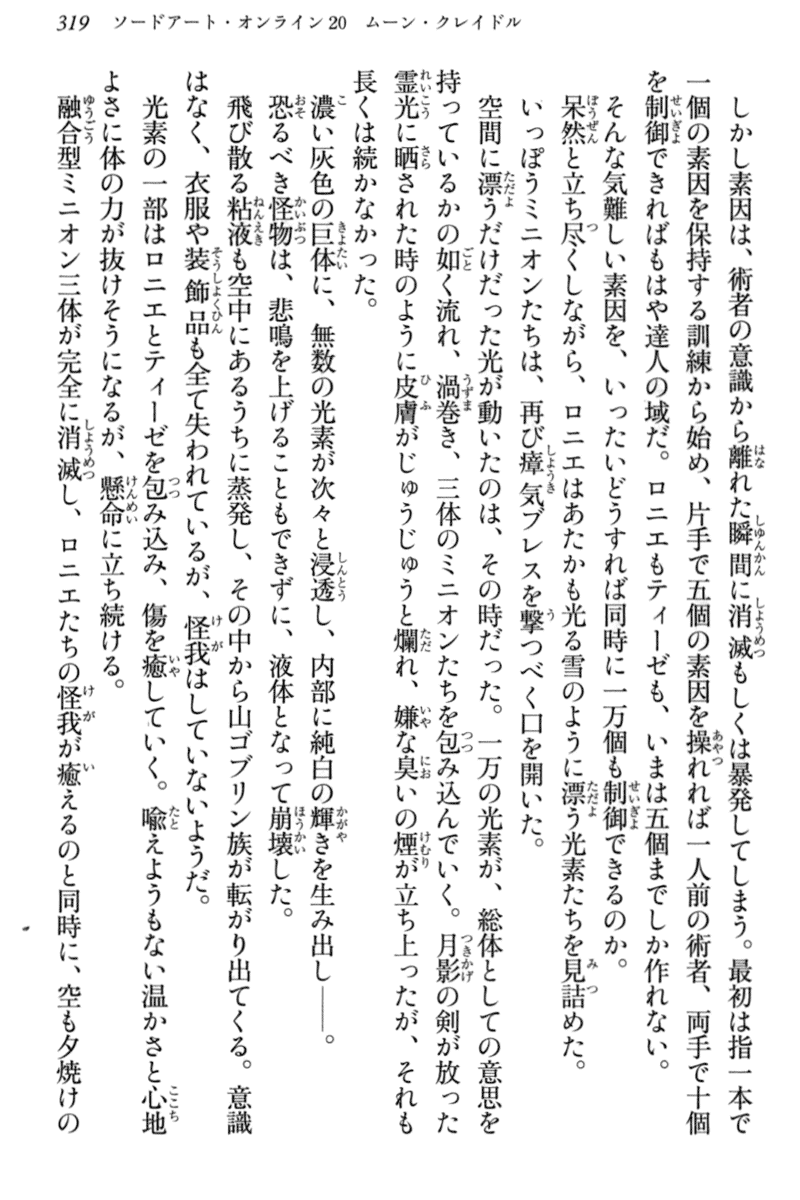 319　ソードアート・オンライン20　ムーン・クレイドル
しかし素因は、術者の意識から離れた瞬間に消滅もしくは暴発してしまう。最初は指一本で
一個の素因を保持する訓練から始め、片手で五個の素因を操れれば一人前の術者、両手で十個
を制御できればもはや達人の域だ。ロニエもティーゼも、いまは五個までしか作れない。
そんな気難しい素因を、いったいどうすれば同時に一万個も制御できるのか。
呆然と立ち尽くしながら、ロニエはあたかも光る雪のように漂う光素たちを見詰めた。
いっぽうミニオンたちは、再び瘴気ブレスを撃つべく口を開いた。
空間に漂うだけだった光が動いたのは、その時だった。一万の光素が、総体としての意思を
持っているかの如く流れ、渦巻き、三体のミニオンたちを包み込んでいく。月影の剣が放った
霊光に晒された時のように皮膚がじゅうじゅうと爛れ、嫌な臭いの煙が立ち上ったが、それも
長くは続かなかった。
濃い灰色の巨体に、無数の光素が次々と浸透し、内部に純白の輝きを生み出し――。
恐るべき怪物は、悲鳴を上げることもできずに、液体となって崩壊した。
飛び散る粘液も空中にあるうちに蒸発し、その中から山ゴブリン族が転がり出てくる。意識
はなく、衣服や装飾品も全て失われているが、怪我はしていないようだ。
光素の一部はロニエとティーゼを包み込み、傷を癒していく。喩えようもない温かさと心地
よさに体の力が抜けそうになるが、懸命に立ち続ける。
融合型ミニオン三体が完全に消滅し、ロニエたちの怪我が癒えるのと同時に、空も夕焼けの